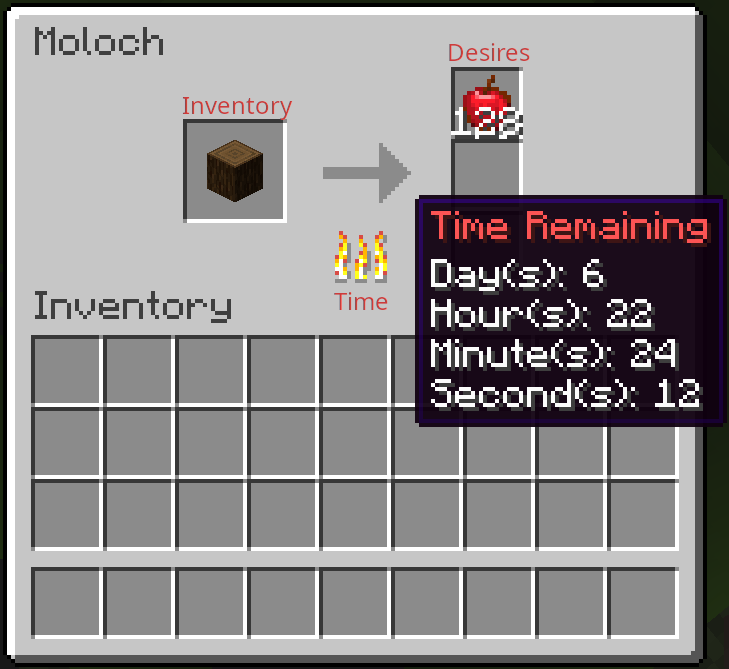 Moloch
Desires
Inventory
128
Time Remaining
Day(s): 6
Hour(s): 22
Minute(s): 24
Second(s): 12
Time
Inventory